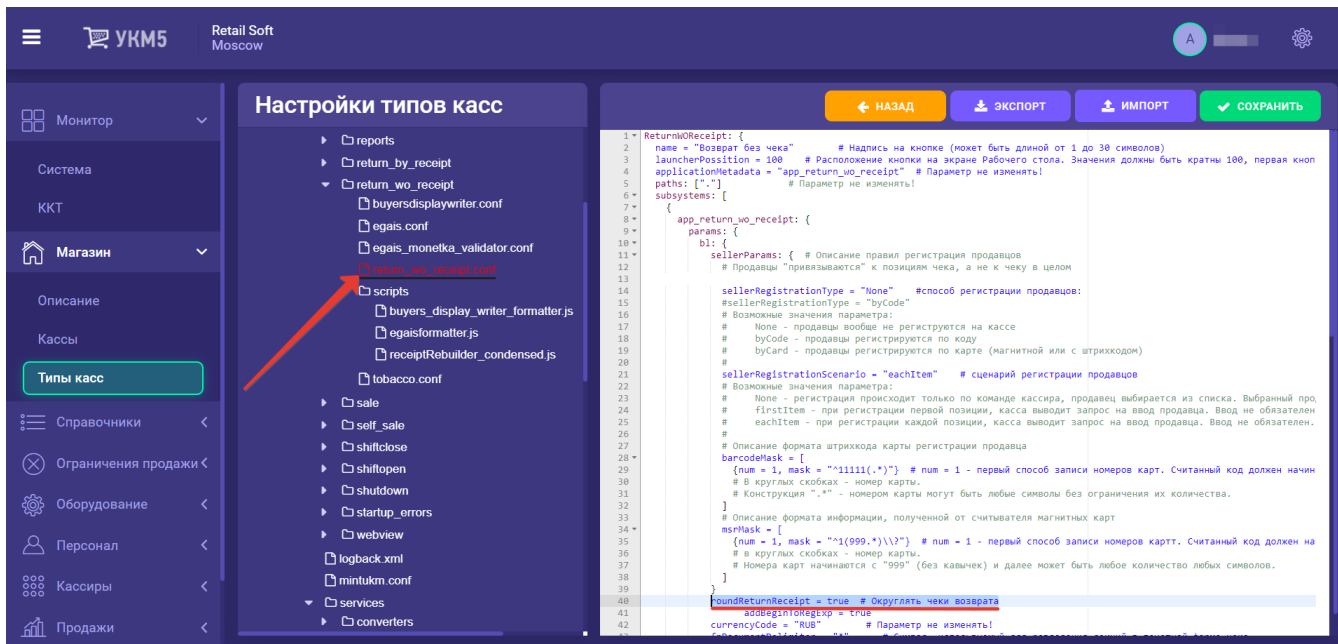 УКМ5
Retail Soft
Moscow
A
Монитор
Система
ККТ
Магазин
Описание
Кассы
Типы касс
Справочники
Ограничения продажи
Оборудование
Персонал
Кассиры
Продажи
Настройки типов касс
reports
return_by_receipt
return_wo_receipt
buyersdisplaywriter.conf
egais.conf
egais_monetka_validator.conf
return_wo_receipt.conf
scripts
buyers_display_writer_formatter.js
egaisformatter.js
receiptRebuilder_condensed.js
tobacco.conf
sale
self_sale
shiftclose
shiftopen
shutdown
startup_errors
webview
logback.xml
mintukm.conf
services
converters
НАЗАД
ЭКСПОРТ
ИМПОРТ
СОХРАНИТЬ
1 ReturnWOReceipt: {
2 name = "Возврат без чека" # Надпись на кнопке (может быть длиной от 1 до 30 символов)
3 launcherPossition = 100 # Расположение кнопки на экране Рабочего стола. Значения должны быть кратны 100, первая кноп
4 applicationMetadata = "app_return_wo_receipt" # Параметр не изменять!
5 paths: ["."] # Параметр не изменять!
6 subsystems: [
7 {
8 app_return_wo_receipt: {
9 params: {
10 bl: {
11 sellerParams: { # Описание правил регистрация продавцов
12 # Продавцы "привязываются" к позициям чека, а не к чеку в целом
13
14 sellerRegistrationType = "None" #способ регистрации продавцов:
15 #sellerRegistrationType = "byCode"
16 # Возможные значения параметра:
17 # None - продавцы вообще не региструются на кассе
18 # byCode - продавцы регистрируются по коду
19 # byCard - продавцы регистрируются по карте (магнитной или с штрихкодом)
20 #
21 sellerRegistrationScenario = "eachItem" # сценарий регистрации продавцов
22 # Возможные значения параметра:
23 # None - регистрация происходит только по команде кассира, продавец выбирается из списка. Выбранный про
24 # firstItem - при регистрации первой позиции, касса выводит запрос на ввод продавца. Ввод не обязателен
25 # eachItem - при регистрации каждой позиции, касса выводит запрос на ввод продавца. Ввод не обязателен.
26 #
27 # Описание формата штрихкода карты регистрации продавца
28 barcodeMask = [
29 {num = 1, mask = "^11111(.*)"} # num = 1 - первый способ записи номеров карт. Считанный код должен начин
30 # В круглых скобках - номер карты.
31 # Конструкция ".*" - номером карты могут быть любые символы без ограничения их количества.
32 ]
33 # Описание формата информации, полученной от считывателя магнитных карт
34 msrMask = [
35 {num = 1, mask = "^1(999.*)\\?"} # num = 1 - первый способ записи номеров картт. Считанный код должен на
36 # в круглых скобках - номер карты.
37 # Номера карт начинаются с "999" (без кавычек) и далее может быть любое количество любых символов.
38 ]
39 }
40 roundReturnReceipt = true # Округлять чеки возврата
41 addBeginToRegExp = true
42 currencyCode = "RUB" # Параметр не изменять!